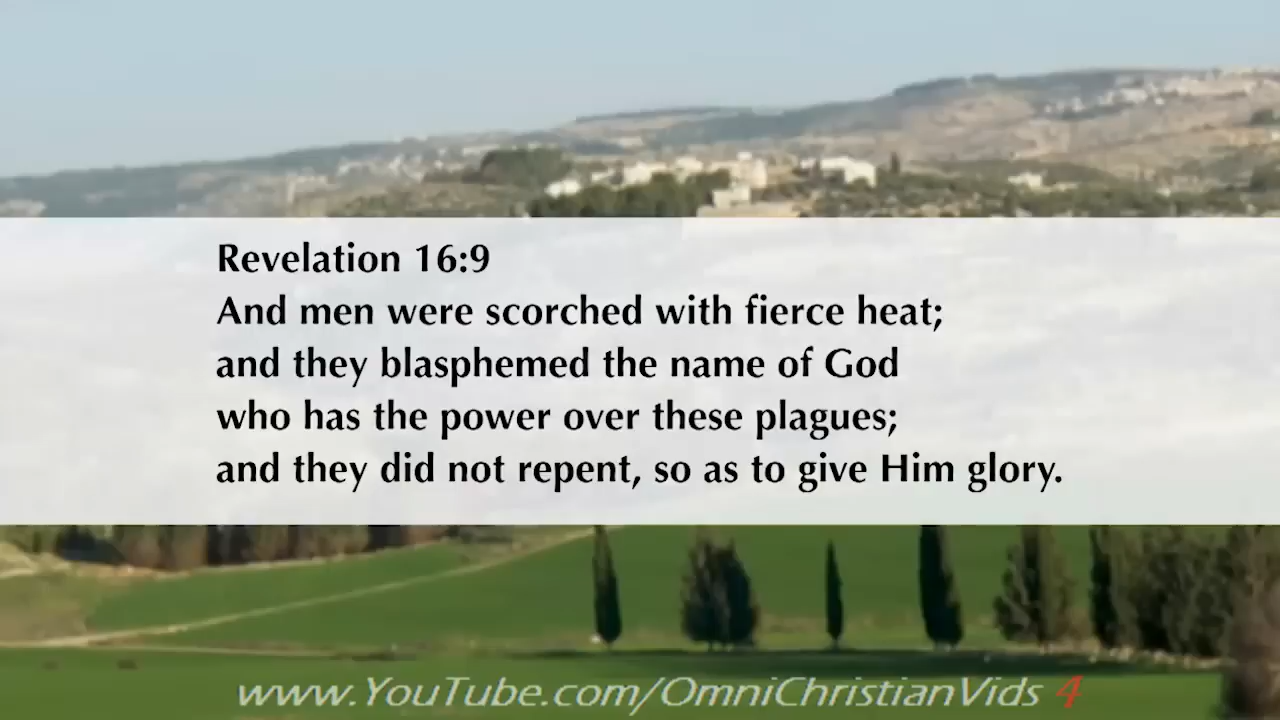 Revelation 16:9
And men were scorched with fierce heat;
and they blasphemed the name of God
who has the power over these plagues;
and they did not repent, so as to give Him glory.
www.YouTube.com/OmniChristianVids 4